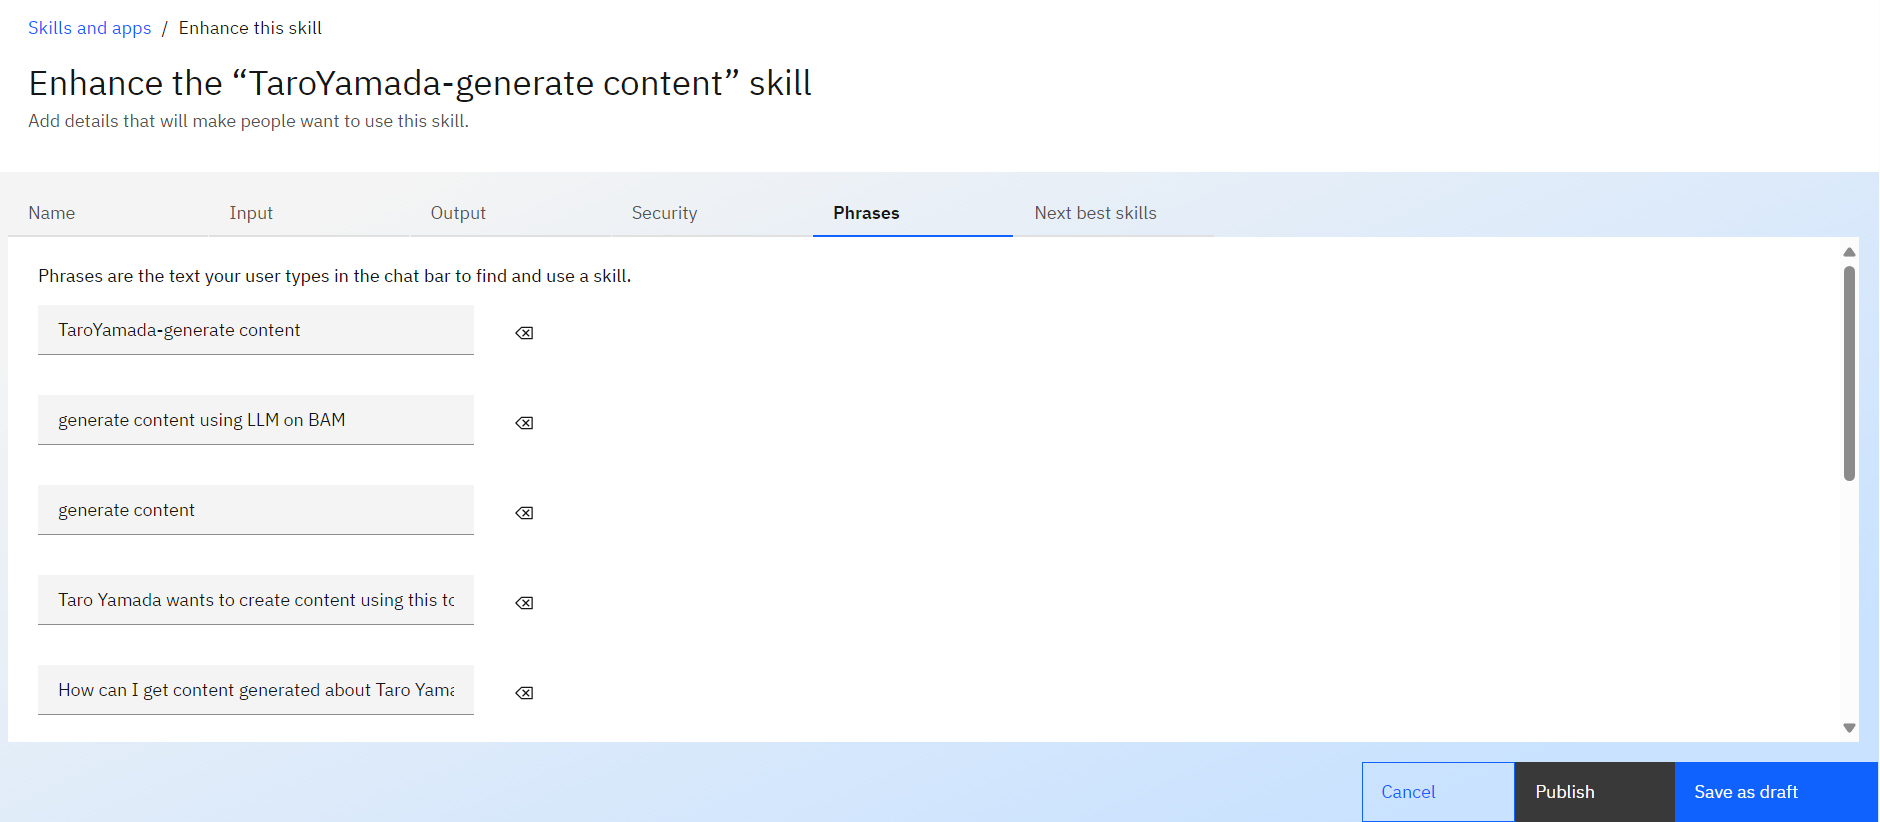 Skills and apps / Enhance this skill
Enhance the “TaroYamada-generate content” skill
Add details that will make people want to use this skill.
Name Input Output Security Phrases Next best skills
Phrases are the text your user types in the chat bar to find and use a skill.
TaroYamada-generate content
generate content using LLM on BAM
generate content
Taro Yamada wants to create content using this
How can I get content generated about Taro
Cancel Publish Save as draft